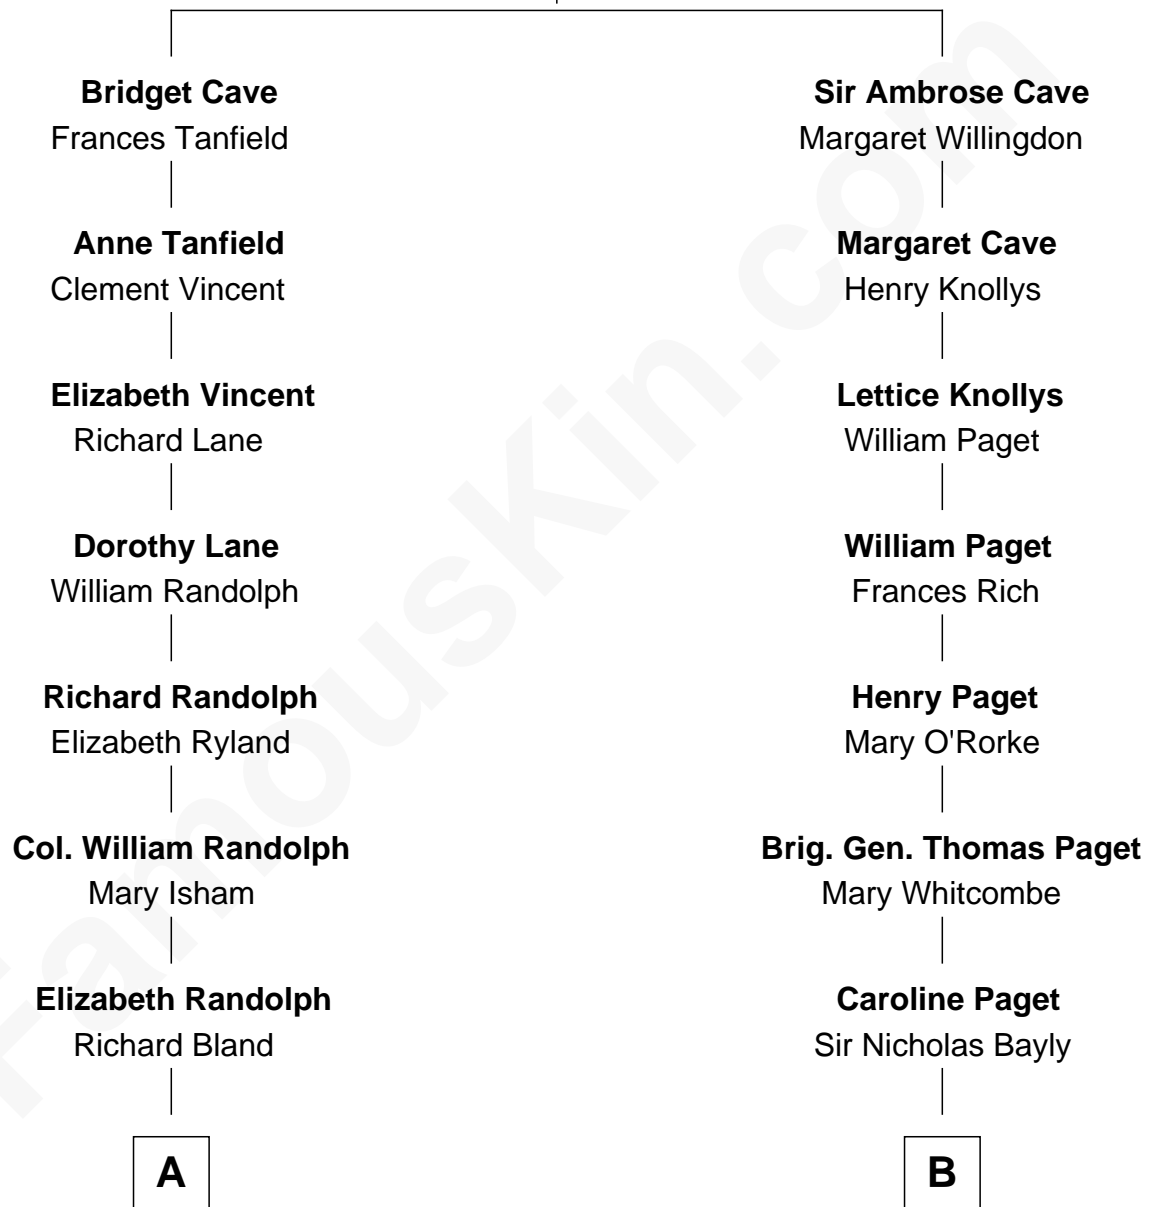 Bridget Cave
Frances Tanfield
Anne Tanfield
Clement Vincent
Elizabeth Vincent
Richard Lane
Dorothy Lane
William Randolph
Richard Randolph
Elizabeth Ryland
Col. William Randolph
Mary Isham
Elizabeth Randolph
Richard Bland
A
Sir Ambrose Cave
Margaret Willingdon
Margaret Cave
Henry Knollys
Lettice Knollys
William Paget
William Paget
Frances Rich
Henry Paget
Mary O'Rorke
Brig. Gen. Thomas Paget
Mary Whitcombe
Caroline Paget
Sir Nicholas Bayly
B
FamousKin.com